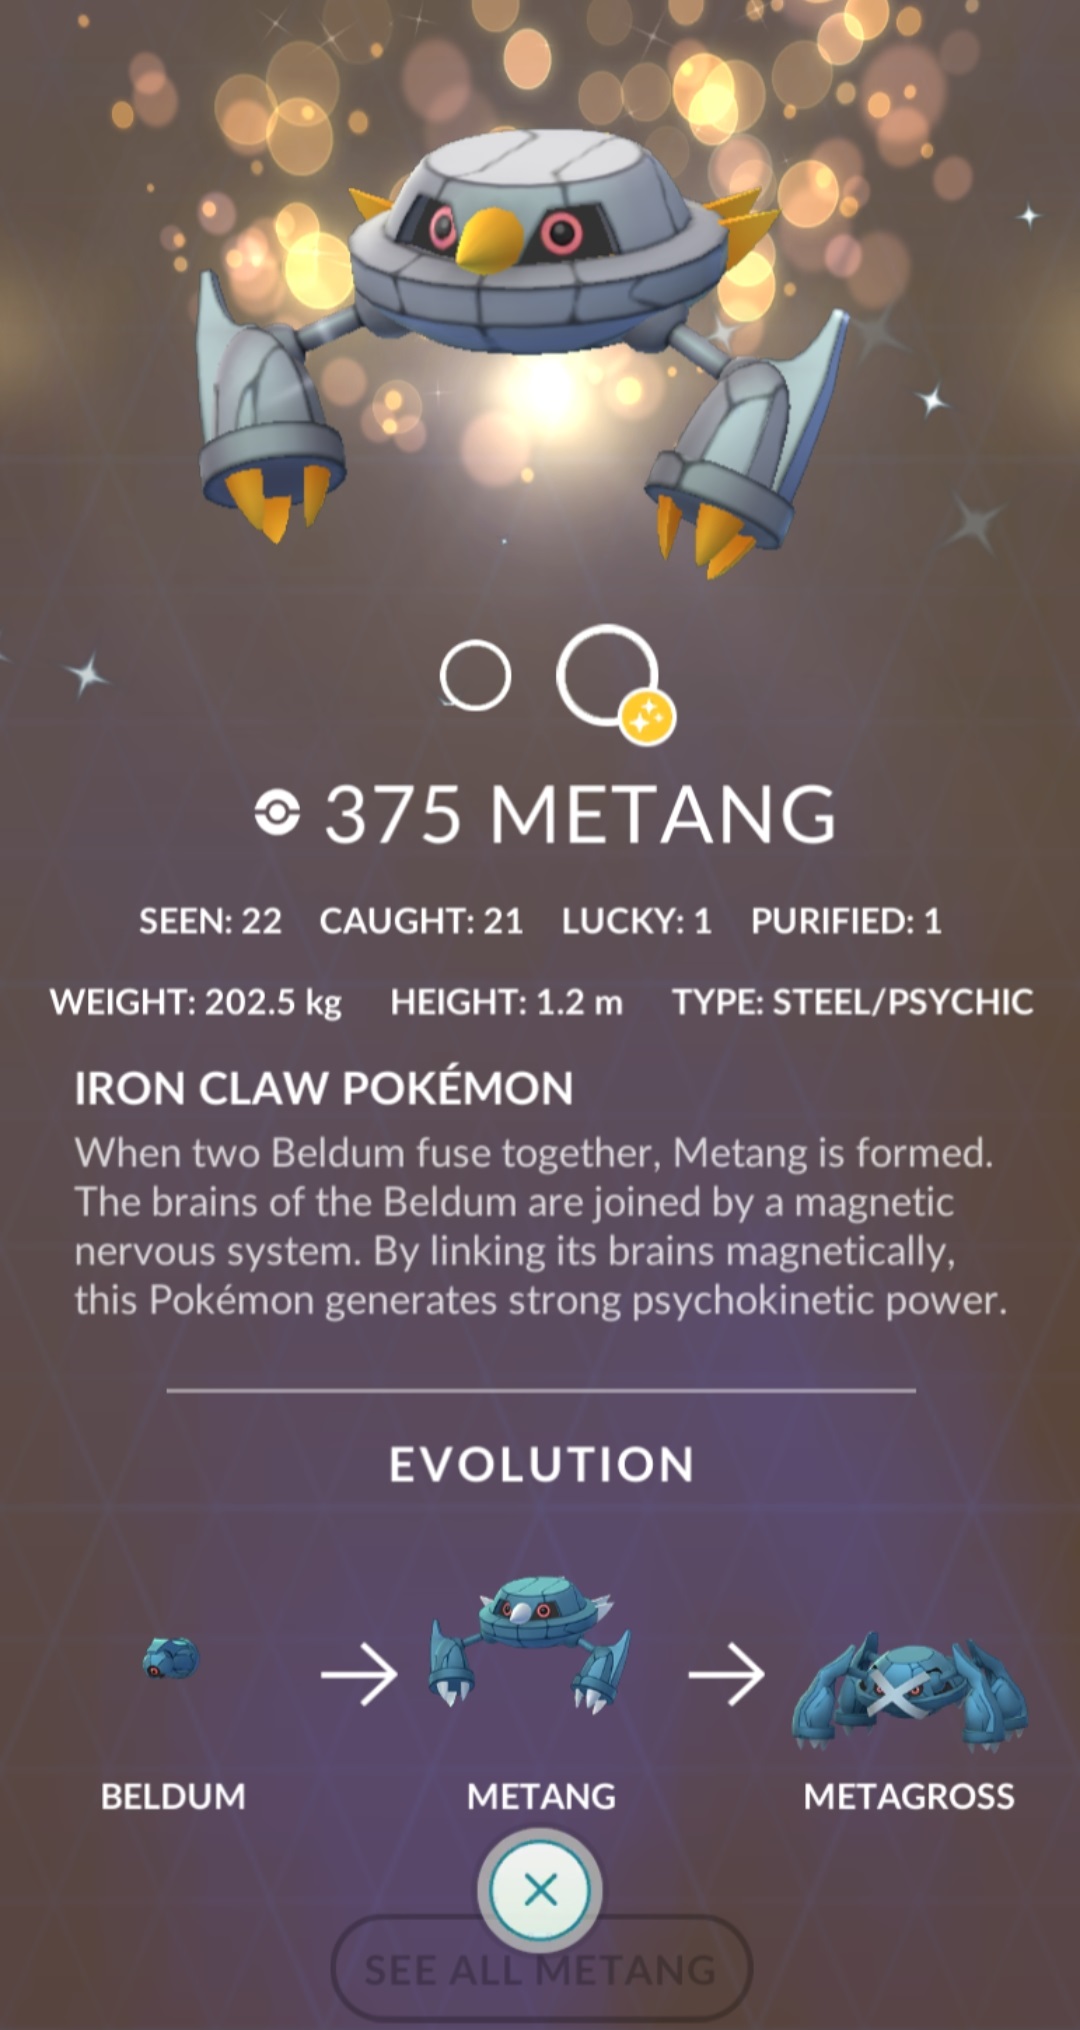 375 METANG
SEEN: 22 CAUGHT: 21 LUCKY: 1 PURIFIED: 1
WEIGHT: 202.5 kg HEIGHT: 1.2 m TYPE: STEEL/PSYCHIC
IRON CLAW POKÉMON
When two Beldum fuse together, Metang is formed.
The brains of the Beldum are joined by a magnetic
nervous system. By linking its brains magnetically,
this Pokémon generates strong psychokinetic power.
EVOLUTION
BELDUM METANG METAGROSS
SEE ALL METANG